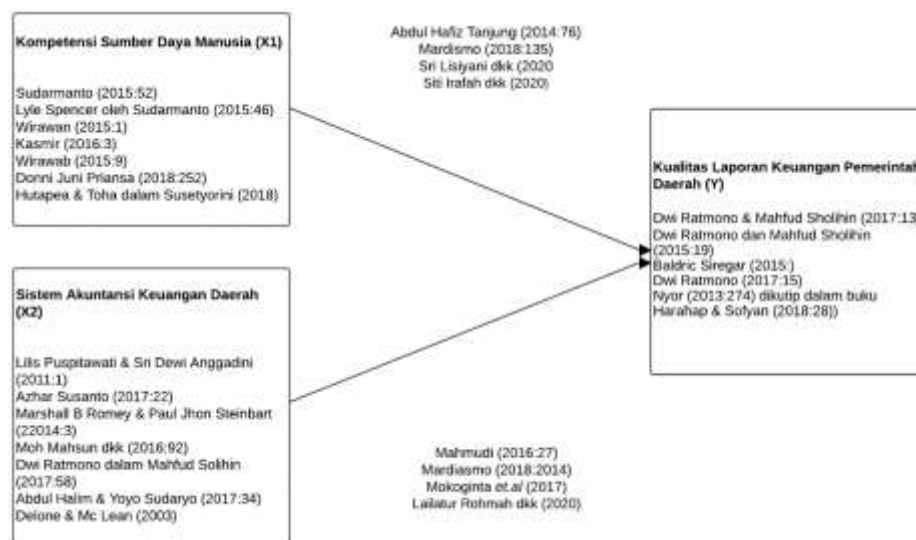 Kompetensi Sumber Daya Manusia (X1)
Sudarmanto (2015:52)
Lyle Spencer oleh Sudarmanto (2015:46)
Wirawan (2015:1)
Kasmir (2016:3)
Wirawab (2015:9)
Donni Juni Priansa (2018:252)
Hutapea & Toha dalam Susetyorini (2018)
Abdul Hafiz Tanjung (2014:76)
Mardismo (2018:135)
Sri Lisiyani dkk (2020
Siti Irafah dkk (2020)
Kualitas Laporan Keuangan Pemerintah
Daerah (Y)
Dwi Ratmono & Mahfud Sholihin (2017:13
Dwi Ratmono dan Mahfud Sholihin
(2015:19)
Baldric Siregar (2015:)
Dwi Ratmono (2017:15)
Nyor (2013:274) dikutip dalam buku
Harahap & Sofyan (2018:28))
Sistem Akuntansi Keuangan Daerah
(X2)
Lilis Puspitawati & Sri Dewi Anggadini
(2011:1)
Azhar Susanto (2017:22)
Marshall B Romey & Paul Jhon Steinbart
(22014:3)
Moh Mahsun dkk (2016:92)
Dwi Ratmono dalam Mahfud Solihin
(2017:58)
Abdul Halim & Yoyo Sudaryo (2017:34)
Delone & Mc Lean (2003)
Mahmudi (2016:27)
Mardiasmo (2018:2014)
Mokoginta et.al (2017)
Lailatur Rohmah dkk (2020)